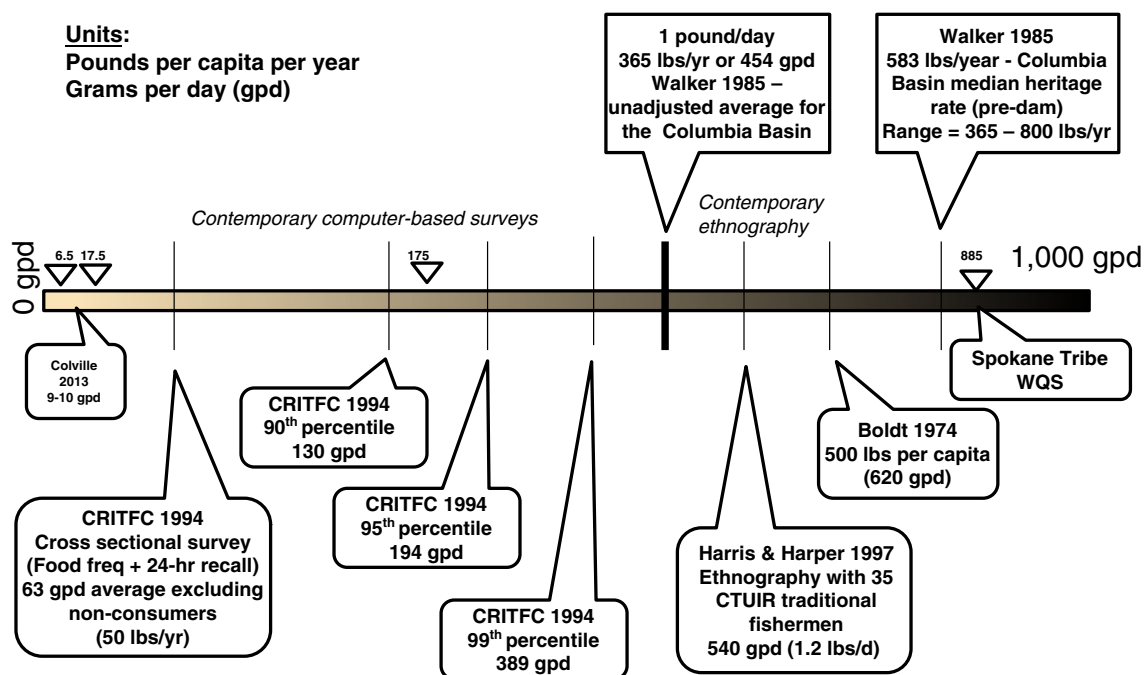 Units:
Pounds per capita per year
Grams per day (gpd)
1 pound/day
365 lbs/yr or 454 gpd
Walker 1985 –
unadjusted average for
the Columbia Basin
Walker 1985
583 lbs/year - Columbia
Basin median heritage
rate (pre-dam)
Range = 365 – 800 lbs/yr
Contemporary computer-based surveys
Contemporary
ethnography
0 gpd
6.5
17.5
175
885
1,000 gpd
Colville
2013
9-10 gpd
CRITFC 1994
90th percentile
130 gpd
Spokane Tribe
WQS
Boldt 1974
500 lbs per capita
(620 gpd)
CRITFC 1994
95th percentile
194 gpd
CRITFC 1994
Cross sectional survey
(Food freq + 24-hr recall)
63 gpd average excluding
non-consumers
(50 lbs/yr)
Harris & Harper 1997
Ethnography with 35
CTUIR traditional
fishermen
540 gpd (1.2 lbs/d)
CRITFC 1994
99th percentile
389 gpd